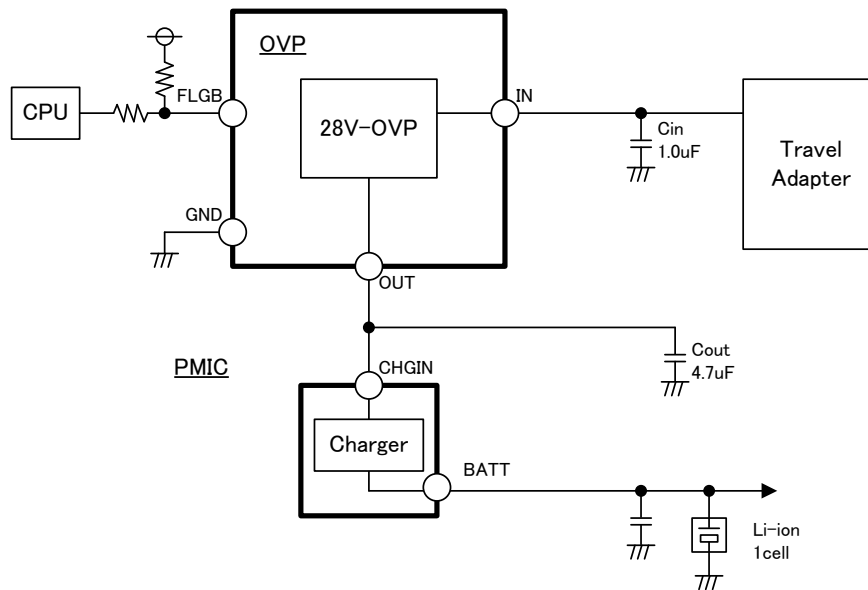 OVP
FLGB
IN
CPU
28V-OVP
Cin
1.0uF
Travel
Adapter
GND
OUT
PMIC
CHGIN
Cout
4.7uF
Charger
BATT
Li-ion
1cell